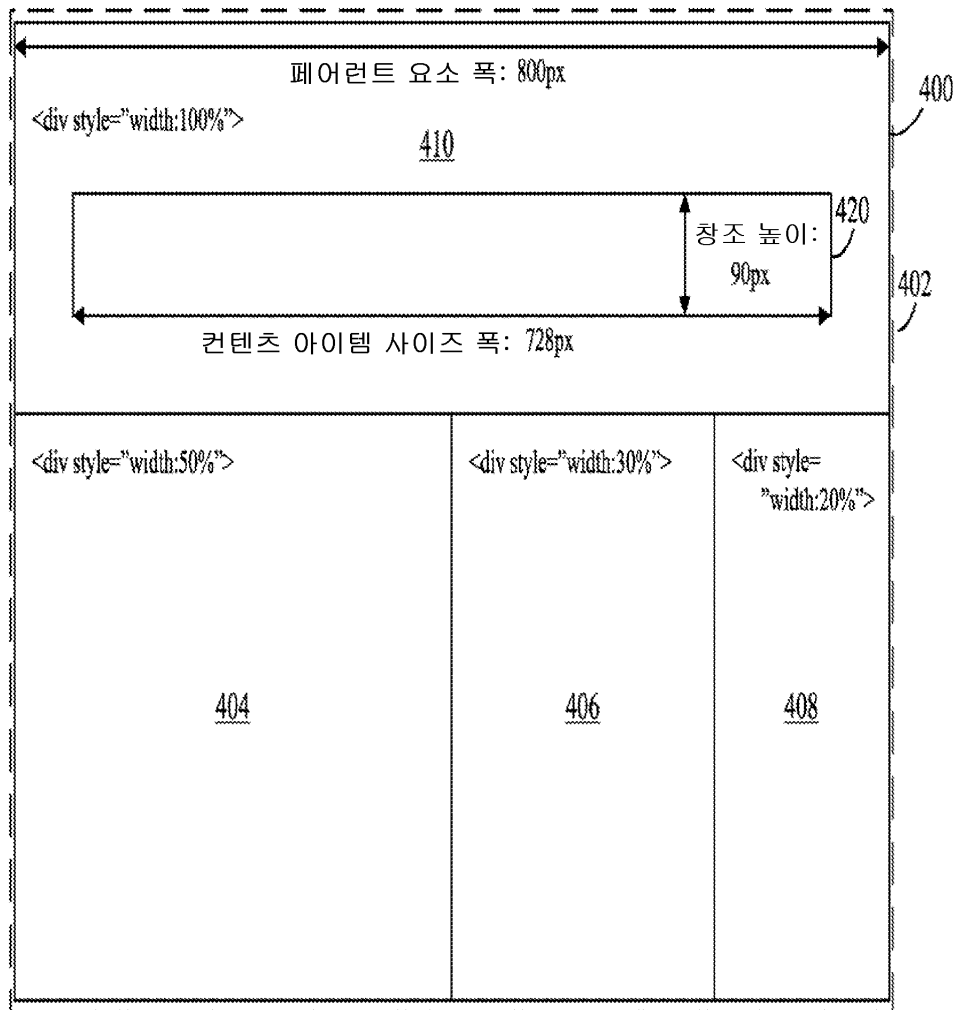 페어런트 요소 폭: 800px
400
<div style=”width:100%”>
410
420
창조 높이:
90px
402
컨텐츠 아이템 사이즈 폭: 728px
<div style=”width:50%”>
<div style=”width:30%”>
<div style=
”width:20%”>
404
406
408